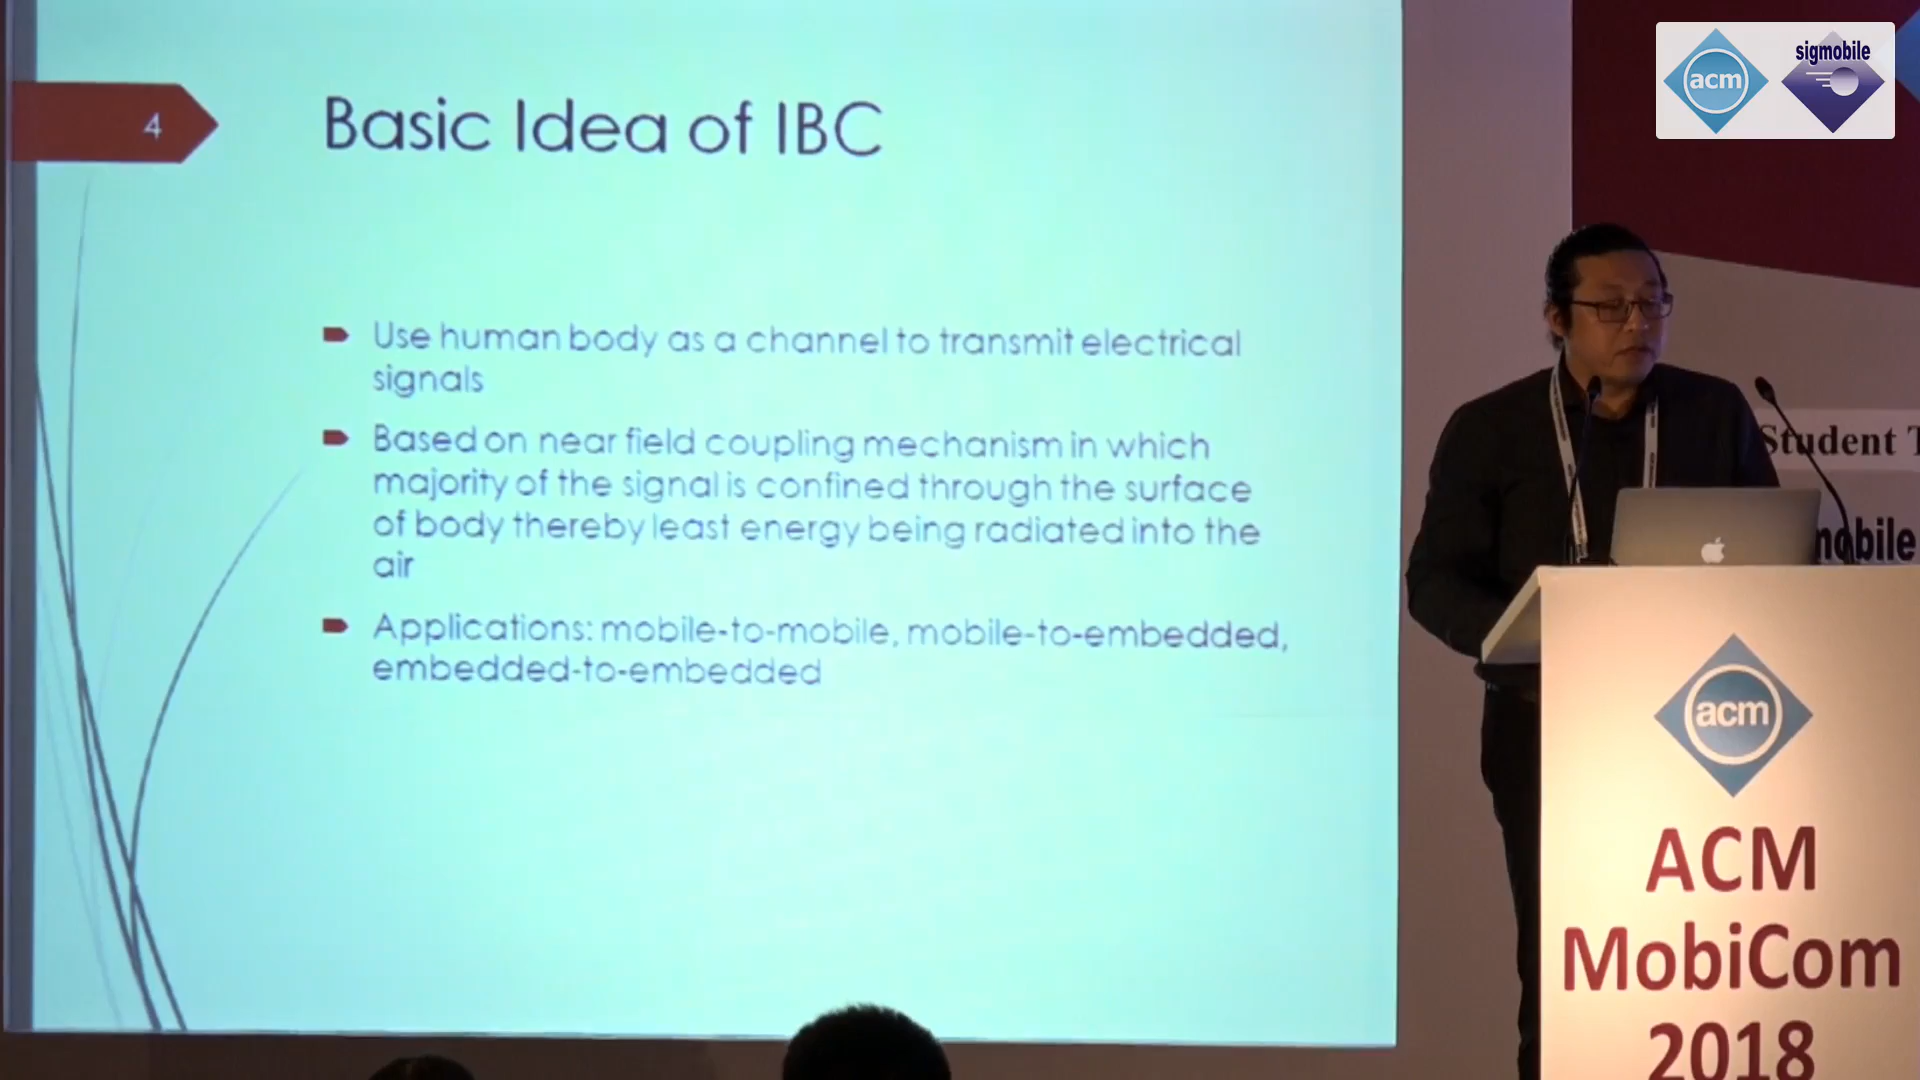 4
Basic Idea of IBC
Use human body as a channel to transmit electrical
signals
Based on near field coupling mechanism in which
majority of the signal is confined through the surface
of body thereby least energy being radiated into the
air
Applications: mobile-to-mobile, mobile-to-embedded,
embedded-to-embedded
acm
sigmobile
Student T
mobile
acm
ACM
MobiCom
2018